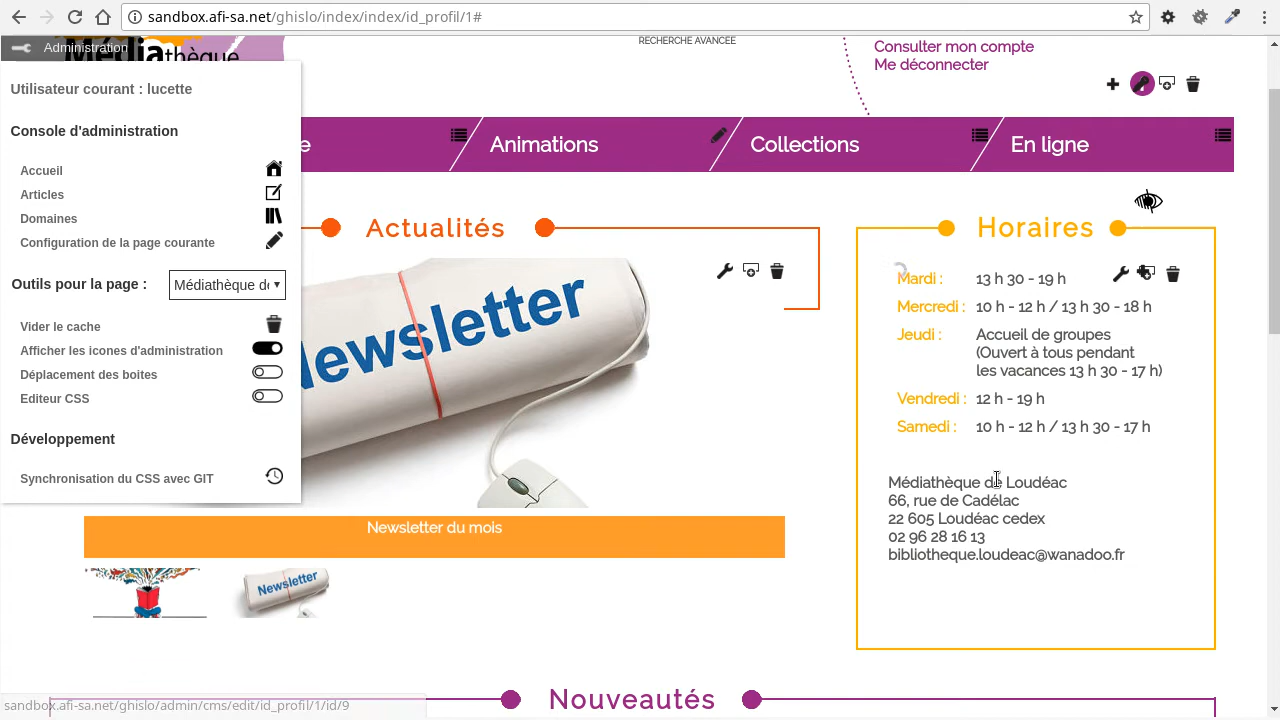 sandbox.afi-sa.net/ghislo/index/index/id_profil/1#
Administration
Médiathèque
RECHERCHE AVANCÉE
Consulter mon compte
Me déconnecter
Utilisateur courant : lucette
Console d'administration
Accueil
Articles
Domaines
Configuration de la page courante
Outils pour la page :
Médiathèque de
Vider le cache
Afficher les icones d'administration
Déplacement des boites
Editeur CSS
Développement
Synchronisation du CSS avec GIT
e
Animations
Collections
En ligne
Actualités
Newsletter
Newsletter du mois
Newsletter
Horaires
Mardi : 13 h 30 - 19 h
Mercredi : 10 h - 12 h / 13 h 30 - 18 h
Jeudi : Accueil de groupes
(Ouvert à tous pendant
les vacances 13 h 30 - 17 h)
Vendredi : 12 h - 19 h
Samedi : 10 h - 12 h / 13 h 30 - 17 h
Médiathèque de Loudéac
66, rue de Cadélac
22 605 Loudéac cedex
02 96 28 16 13
bibliotheque.loudeac@wanadoo.fr
Nouveautés
sandbox.afi-sa.net/ghislo/admin/cms/edit/id_profil/1/id/9